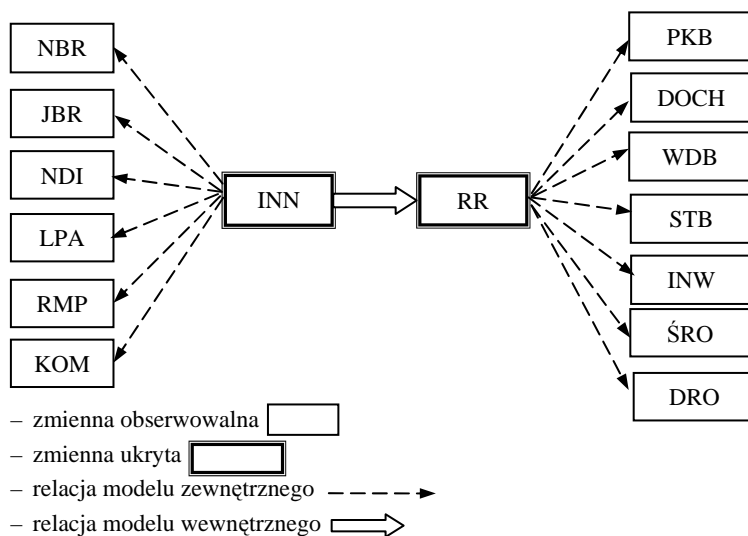 NBR
JBR
NDI
LPA
RMP
KOM
INN
RR
PKB
DOCH
WDB
STB
INW
ŚRO
DRO
– zmienna obserwowalna
– zmienna ukryta
– relacja modelu zewnętrznego
– relacja modelu wewnętrznego